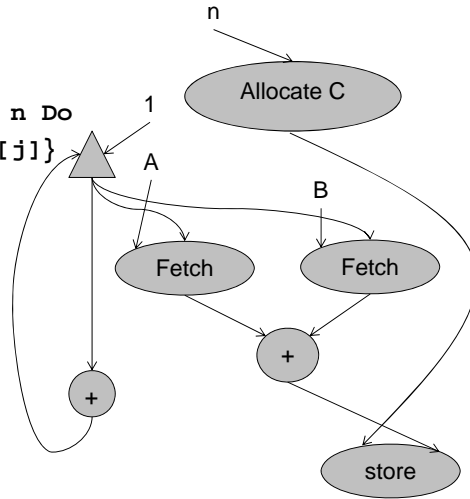 n
Allocate C
n Do
1
[j]}
A
B
Fetch
Fetch
+
+
store